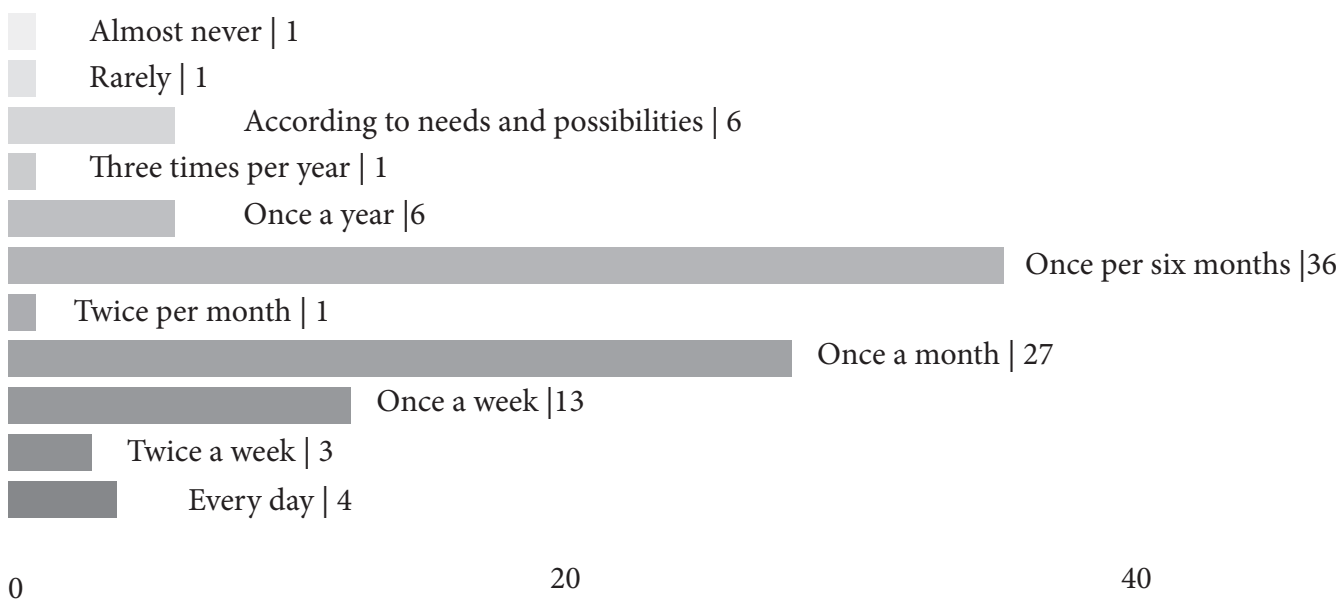 Almost never | 1
Rarely | 1
According to needs and possibilities | 6
Three times per year | 1
Once a year |6
Once per six months |36
Twice per month | 1
Once a month | 27
Once a week |13
Twice a week | 3
Every day | 4
0 20 40